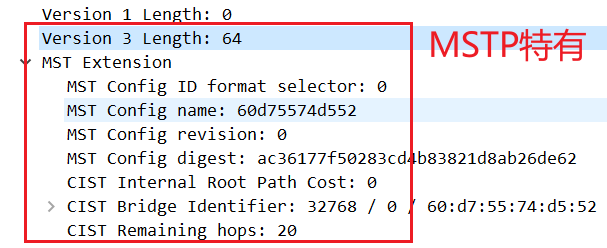 Version 1 Length: 0
Version 3 Length: 64
MSTP特有
MST Extension
MST Config ID format selector: 0
MST Config name: 60d75574d552
MST Config revision: 0
MST Config digest: ac36177f50283cd4b83821d8ab26de62
CIST Internal Root Path Cost: 0
CIST Bridge Identifier: 32768 / 0 / 60:d7:55:74:d5:52
CIST Remaining hops: 20